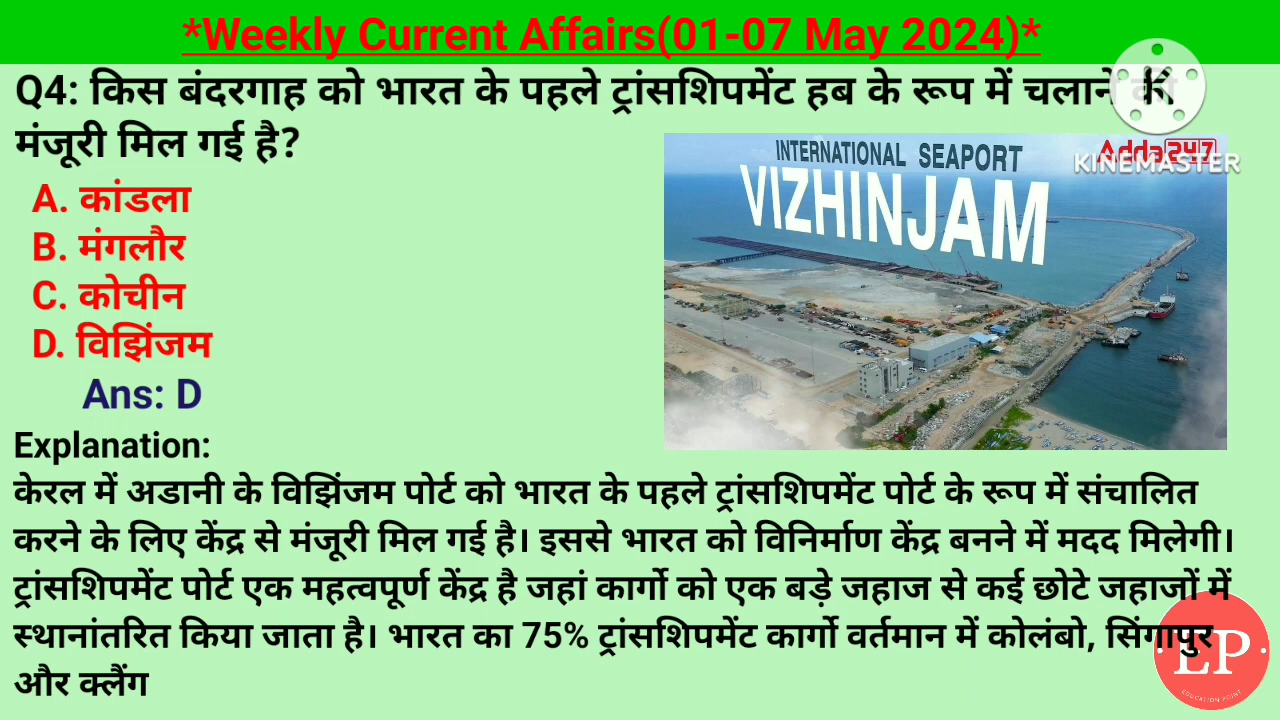 *Weekly Current Affairs(01-07 May 2024)*
Q4: किस बंदरगाह को भारत के पहले ट्रांसशिपमेंट हब के रूप में चलाने की
मंजूरी मिल गई है?
A. कांडला
B. मंगलौर
C. कोचीन
D. विझिंजम
Ans: D
INTERNATIONAL SEAPORT
VIZHINJAM
Adda247
KINEMASTER
Explanation:
केरल में अडानी के विझिंजम पोर्ट को भारत के पहले ट्रांसशिपमेंट पोर्ट के रूप में संचालित
करने के लिए केंद्र से मंजूरी मिल गई है। इससे भारत को विनिर्माण केंद्र बनने में मदद मिलेगी।
ट्रांसशिपमेंट पोर्ट एक महत्वपूर्ण केंद्र है जहां कार्गो को एक बड़े जहाज से कई छोटे जहाजों में
स्थानांतरित किया जाता है। भारत का 75% ट्रांसशिपमेंट कार्गो वर्तमान में कोलंबो, सिंगापुर
और क्लैंग
EP
EDUCATION POINT